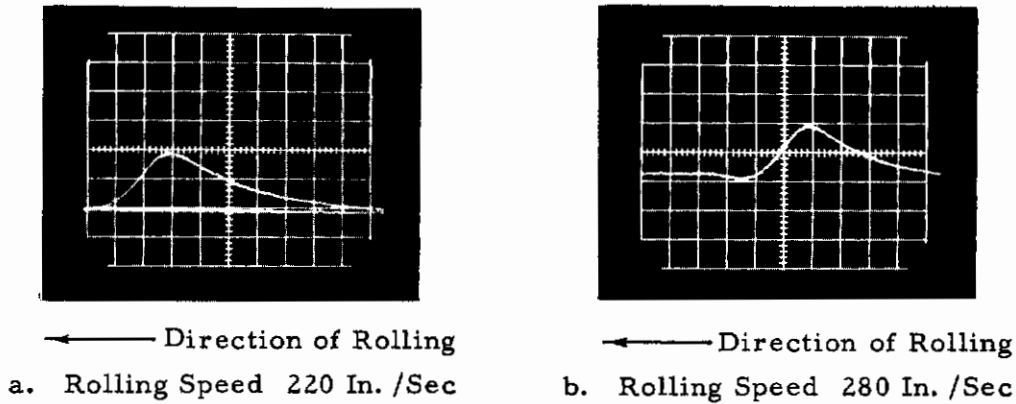 Direction of Rolling
a. Rolling Speed 220 In. /Sec
Direction of Rolling
b. Rolling Speed 280 In. /Sec